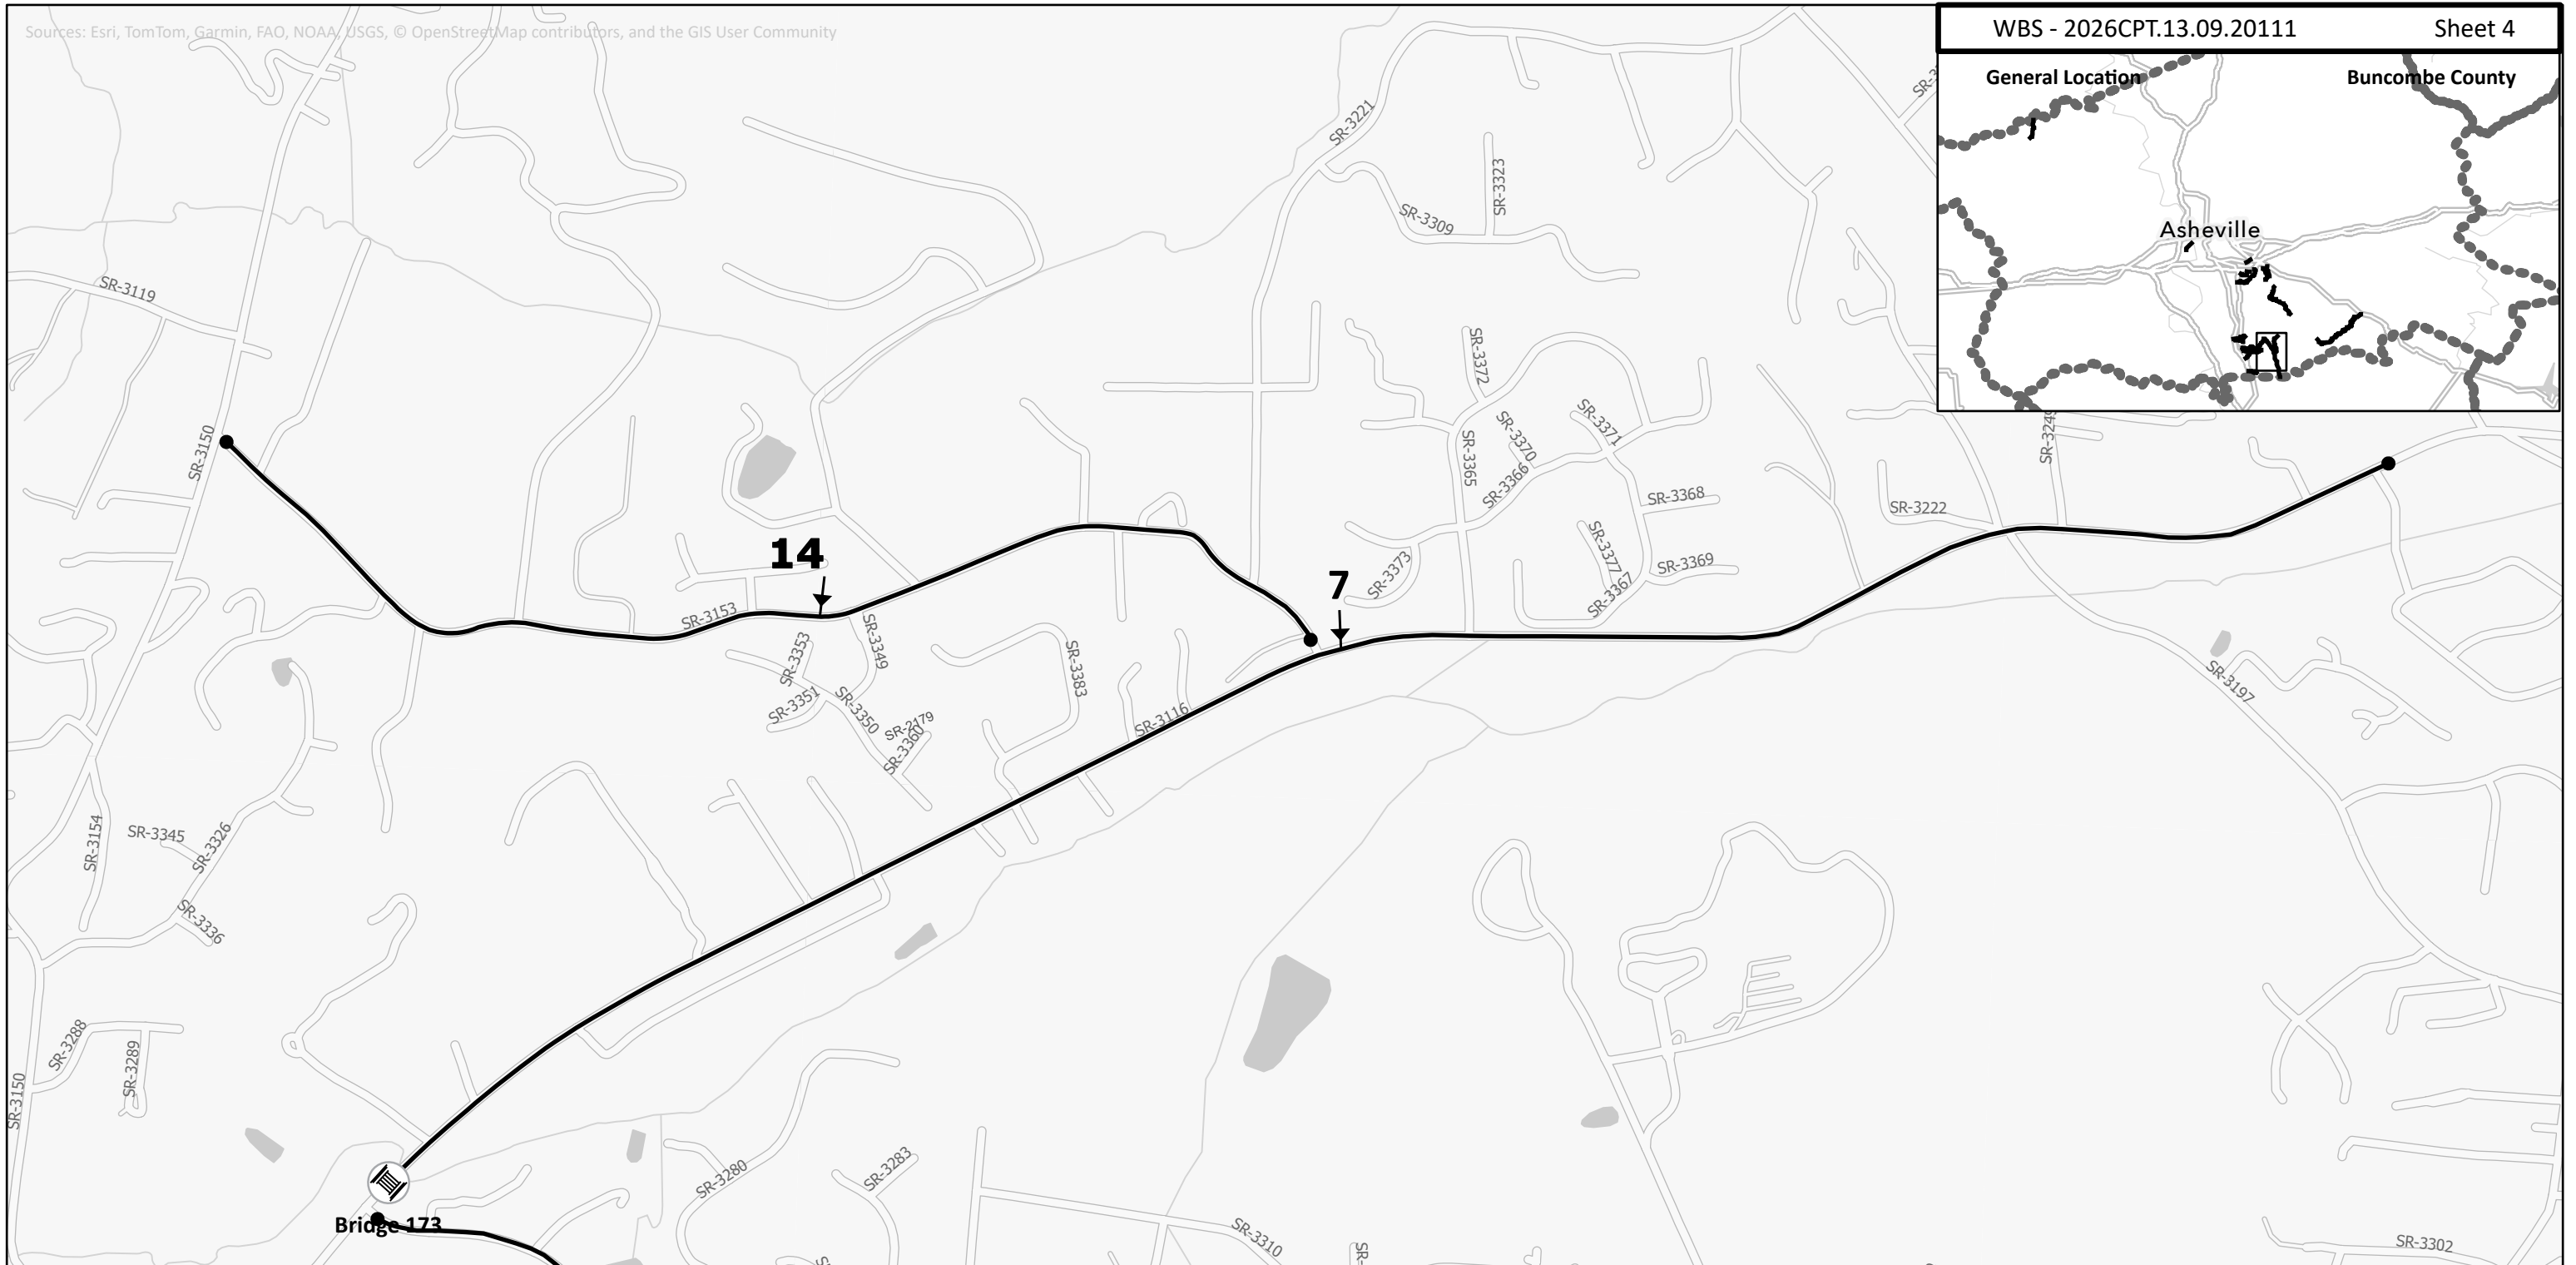 Sources: Esri, TomTom, Garmin, FAO, NOAA, USGS, © OpenStreetMap contributors, and the GIS User Community
WBS - 2026CPT.13.09.20111 Sheet 4
General Location Buncombe County
Asheville
SR-3221
SR-3323
SR-3309
SR-3119
SR-3150
SR-3372
SR-3371
SR-3370
SR-3365
SR-3366
SR-3368
SR-3222
SR-3377
SR-3369
SR-3373
SR-3367
14
7
SR-3153
SR-3349
SR-3353
SR-3351
SR-3350
SR-3383
SR-2179
SR-3360
SR-3116
SR-3197
SR-3154
SR-3345
SR-3326
SR-3336
SR-3288
SR-3289
SR-3150
SR-3280
SR-3283
Bridge 173
SR-3310
SR-3302